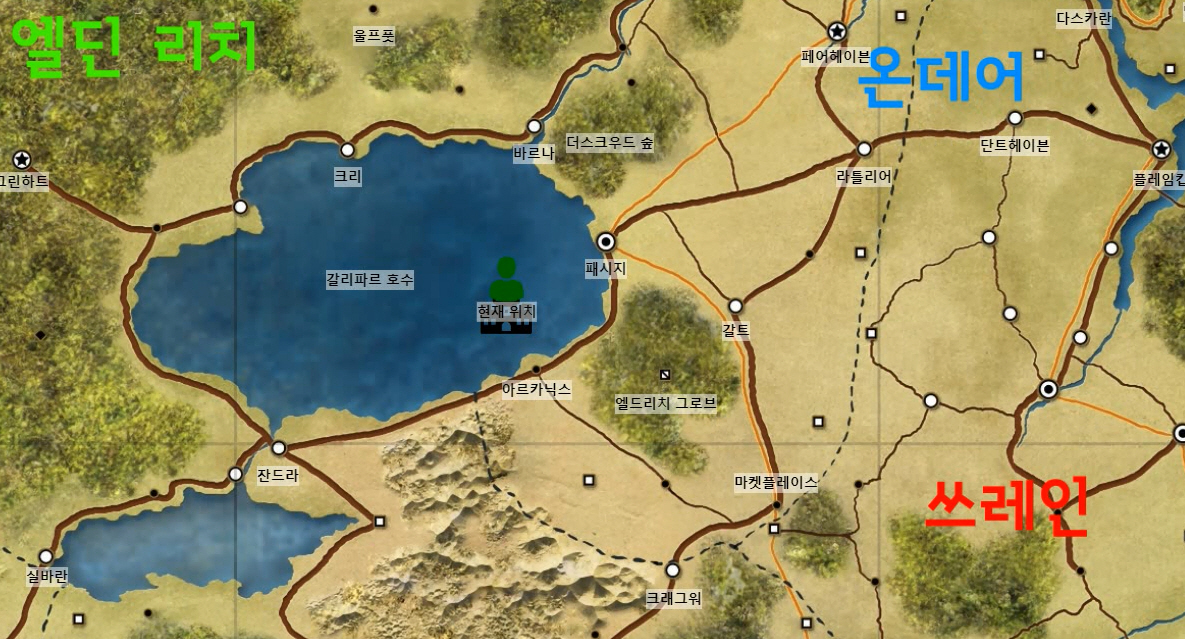 엘딘 리치
울프풋
페어헤이븐
다스카란
온데어
바르나
더스크우드 숲
단트헤이븐
그린하트
크리
라틀리어
플레임킵
갈리파르 호수
패시지
현재 위치
갈트
아르카닉스
엘드리치 그로브
잔드라
마켓플레이스
쓰레인
실바란
크래그워